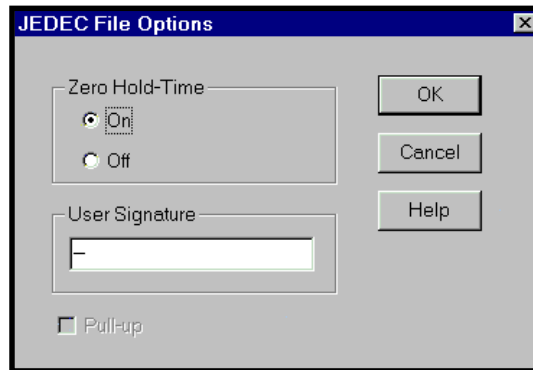 JEDEC File Options
Zero Hold-Time
On
Off
OK
Cancel
Help
User Signature
–
Pull-up